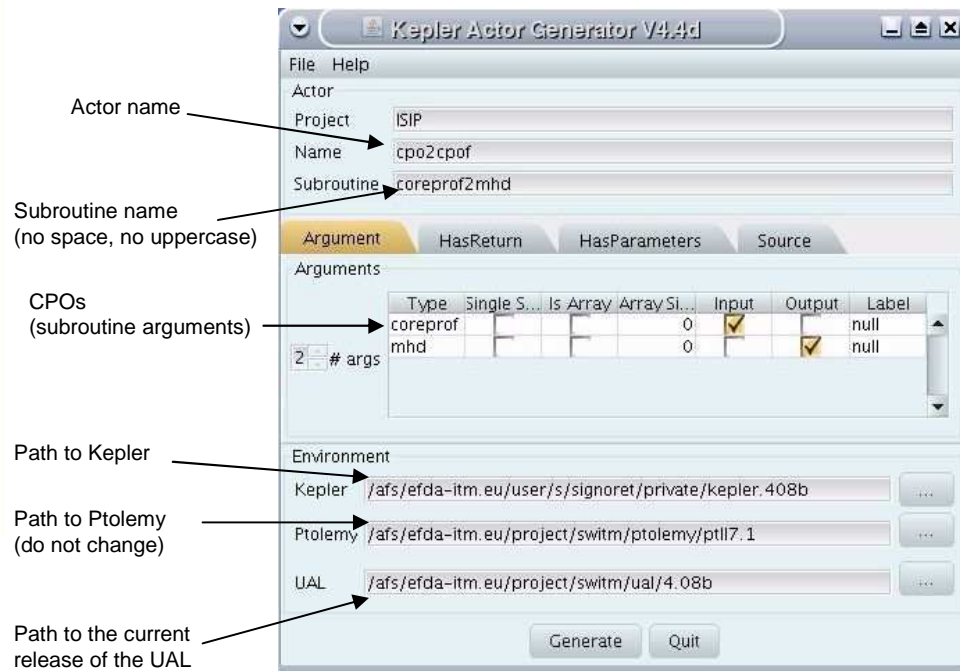 Kepler Actor Generator V4.4d
File Help
Actor
Actor name
Project ISIP
Name cpo2cpof
Subroutine coreprof2mhd
Subroutine name
(no space, no uppercase)
Argument HasReturn HasParameters Source
Arguments
CPOs
(subroutine arguments)
Type Single S... Is Array Array Si... Input Output Label
coreprof 0 null
mhd 0 null
2 # args
Path to Kepler
Environment
Kepler /afs/efda-itm.eu/user/s/signoret/private/kepler.408b ...
Path to Ptolemy
(do not change)
Ptolemy /afs/efda-itm.eu/project/switm/ptolemy/ptII7.1 ...
UAL /afs/efda-itm.eu/project/switm/ual/4.08b ...
Path to the current
release of the UAL
Generate Quit